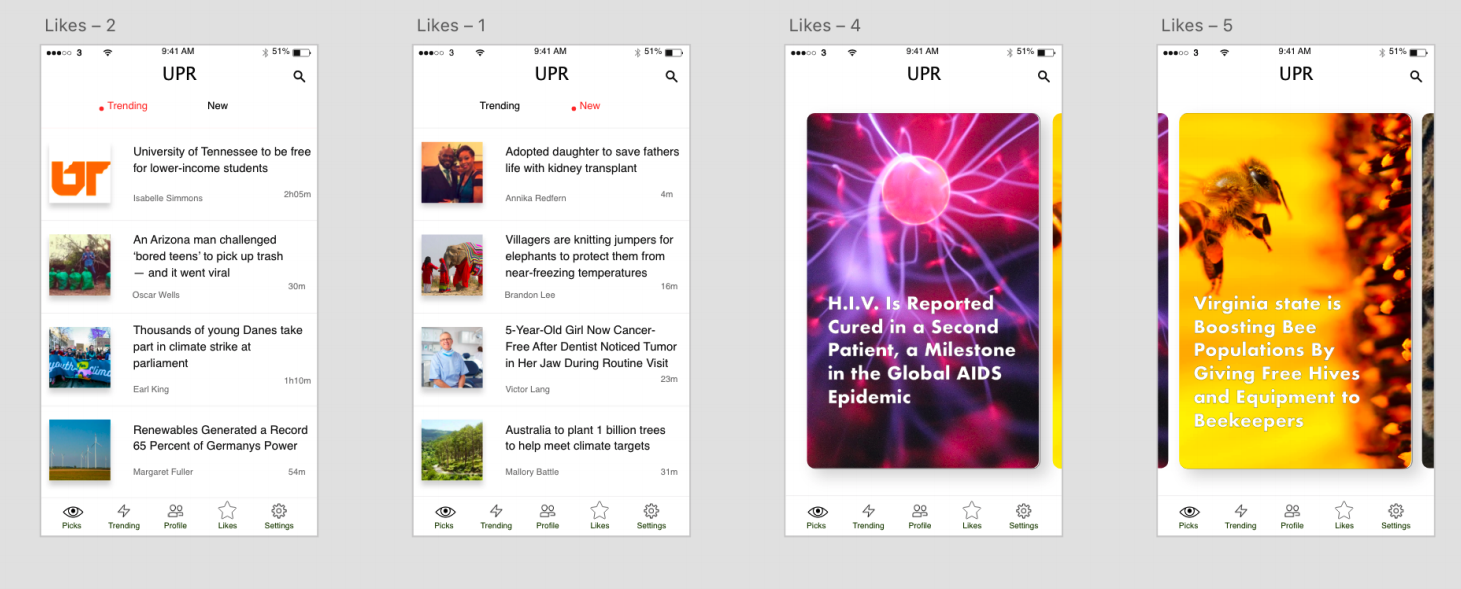 Likes – 2
3
9:41 AM
51%
UPR
Trending
New
UT
University of Tennessee to be free
for lower-income students
Isabelle Simmons
2h05m
An Arizona man challenged
‘bored teens’ to pick up trash
— and it went viral
30m
Oscar Wells
Thousands of young Danes take
part in climate strike at
parliament
1h10m
Earl King
Renewables Generated a Record
65 Percent of Germanys Power
Margaret Fuller
54m
Picks
Trending
Profile
Likes
Settings
Likes – 1
3
9:41 AM
51%
UPR
Trending
New
Adopted daughter to save fathers
life with kidney transplant
Annika Redfern
4m
Villagers are knitting jumpers for
elephants to protect them from
near-freezing temperatures
16m
Brandon Lee
5-Year-Old Girl Now Cancer-
Free After Dentist Noticed Tumor
in Her Jaw During Routine Visit
23m
Victor Lang
Australia to plant 1 billion trees
to help meet climate targets
Mallory Battle
31m
Picks
Trending
Profile
Likes
Settings
Likes – 4
3
9:41 AM
51%
UPR
H.I.V. Is Reported
Cured in a Second
Patient, a Milestone
in the Global AIDS
Epidemic
Picks
Trending
Profile
Likes
Settings
Likes – 5
3
9:41 AM
51%
UPR
Virginia state is
Boosting Bee
Populations By
Giving Free Hives
and Equipment to
Beekeepers
Picks
Trending
Profile
Likes
Settings